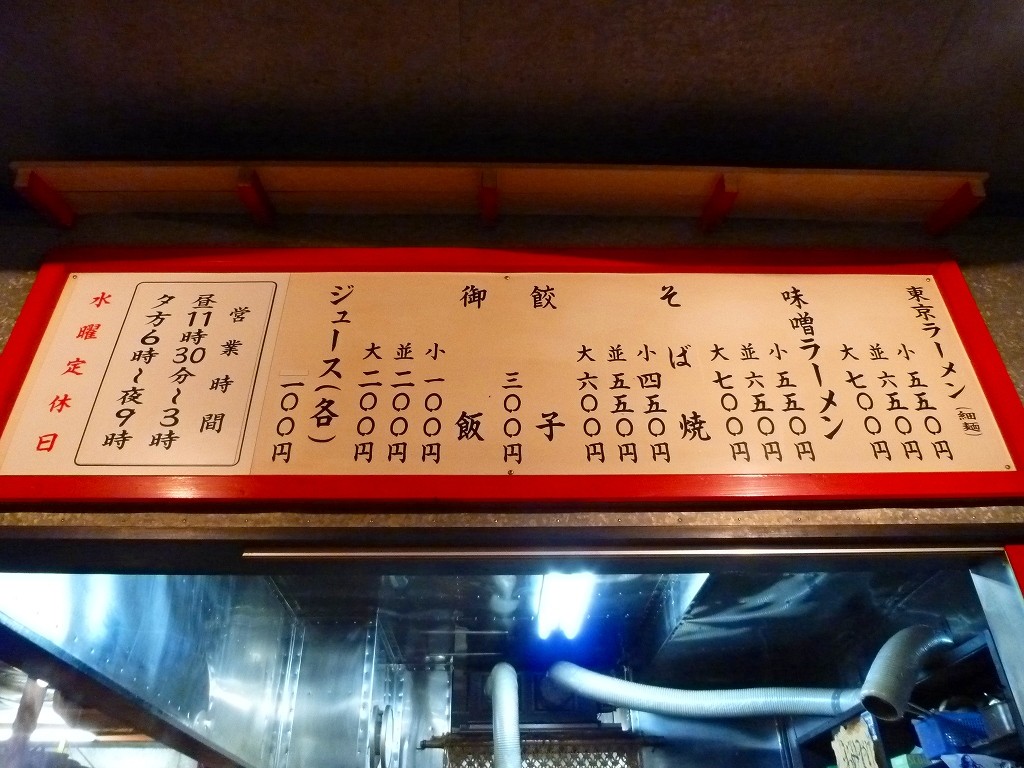 東京ラーメン(細麺)
小 五五〇円
並 六五〇円
大 七〇〇円
味噌ラーメン
小 五五〇円
並 六五〇円
大 七〇〇円
そば焼
小 四五〇円
並 五五〇円
大 六〇〇円
餃子
三〇〇円
御飯
小 一〇〇円
並 二〇〇円
大 二〇〇円
ジュース(各)
一〇〇円
営業時間
昼11時30分~3時
夕方6時~夜9時
水曜定休日